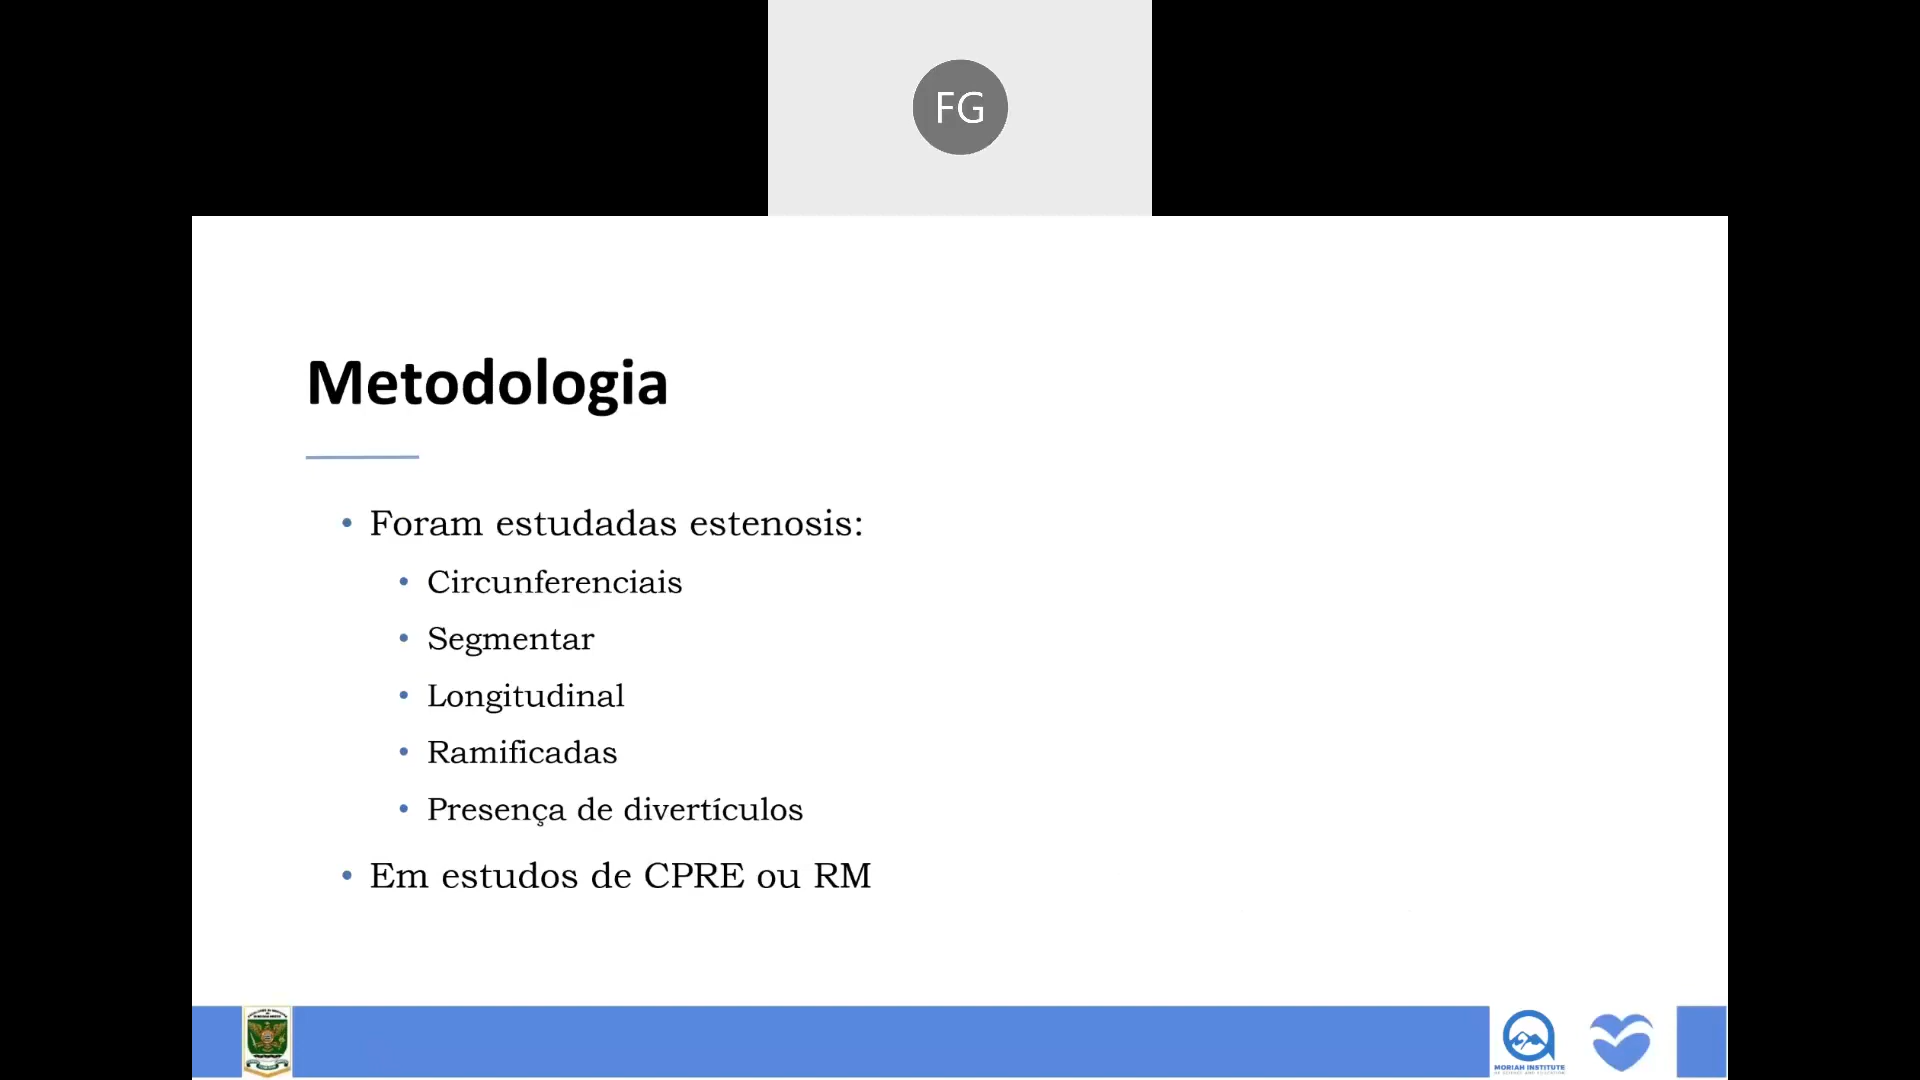 FG
Metodologia
• Foram estudadas estenosis:
• Circunferenciais
• Segmentar
• Longitudinal
• Ramificadas
• Presença de divertículos
• Em estudos de CPRE ou RM
MORIAH INSTITUTE